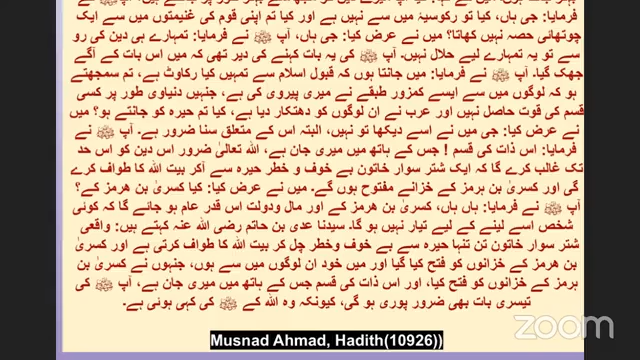 فرمایا: جی ہاں، کیا تو رکوسیہ میں سے نہیں ہے اور کیا تم اپنی قوم کی غنیمتوں میں سے ایک
چوتھائی حصہ نہیں کھاتا؟ میں نے عرض کیا: جی ہاں، آپ ﷺ نے فرمایا: تمہارے ہی دین کی رو
سے تو یہ تمہارے لیے حلال نہیں۔ آپ ﷺ کی یہ بات کہنے کی دیر تھی کہ میں اس بات کے آگے
جھک گیا۔ آپ ﷺ نے فرمایا: میں جانتا ہوں کہ قبول اسلام سے تمہیں کیا رکاوٹ ہے، تم سمجھتے
ہو کہ لوگوں میں سے ایسے کمزور طبقے نے میری پیروی کی ہے، جنہیں دنیاوی طور پر کسی
قسم کی قوت حاصل نہیں اور عرب نے ان لوگوں کو دھتکار دیا ہے، کیا تم حیرہ کو جانتے ہو؟ میں
نے عرض کیا: جی میں نے اسے دیکھا تو نہیں، البتہ اس کے متعلق سنا ضرور ہے۔ آپ ﷺ نے
فرمایا: اس ذات کی قسم ! جس کے ہاتھ میں میری جان ہے، اللہ تعالیٰ ضرور اس دین کو اس حد
تک غالب کرے گا کہ ایک شتر سوار خاتون بے خوف و خطر حیرہ سے آکر بیت اللہ کا طواف کرے
گی اور کسریٰ بن ہرمز کے خزانے مفتوح ہوں گے۔ میں نے عرض کیا: کیا کسریٰ بن ھرمز کے؟
آپ ﷺ نے فرمایا: ہاں ہاں، کسریٰ بن ھرمز کے اور مال ودولت اس قدر عام ہو جائے گا کہ کوئی
شخص اسے لینے کے لیے تیار نہیں ہو گا۔ سیدنا عدی بن حاتم رضی اللہ عنہ کہتے ہیں: واقعی
شتر سوار خاتون تن تنہا حیرہ سے بے خوف وخطر چل کر بیت اللہ کا طواف کرتی ہے اور کسریٰ
بن ھرمز کے خزانوں کو فتح کیا گیا اور میں خود ان لوگوں میں سے ہوں، جنہوں نے کسریٰ بن
ہرمز کے خزانوں کو فتح کیا، اور اس ذات کی قسم جس کے ہاتھ میں میری جان ہے، آپ ﷺ کی
تیسری بات بھی ضرور پوری ہو گی، کیونکہ وہ اللہ کے ﷺ کی کہی ہوئی ہے۔
Musnad Ahmad, Hadith(10926))
zoom